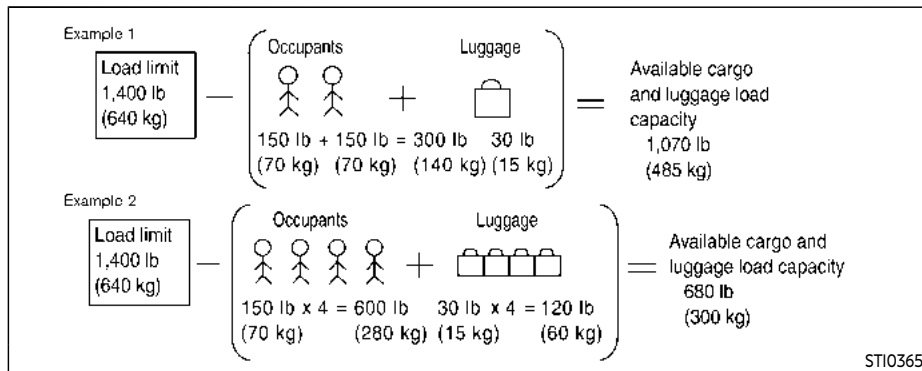 Example 1
Load limit
1,400 lb
(640 kg)
Occupants
Luggage
150 lb + 150 lb = 300 lb 30 lb
(70 kg) (70 kg) (140 kg) (15 kg)
Available cargo
and luggage load
capacity
1,070 lb
(485 kg)
Example 2
Load limit
1,400 lb
(640 kg)
Occupants
Luggage
150 lb x 4 = 600 lb 30 lb x 4 = 120 lb
(70 kg) (280 kg) (15 kg) (60 kg)
Available cargo and
luggage load capacity
680 lb
(300 kg)
STI0365